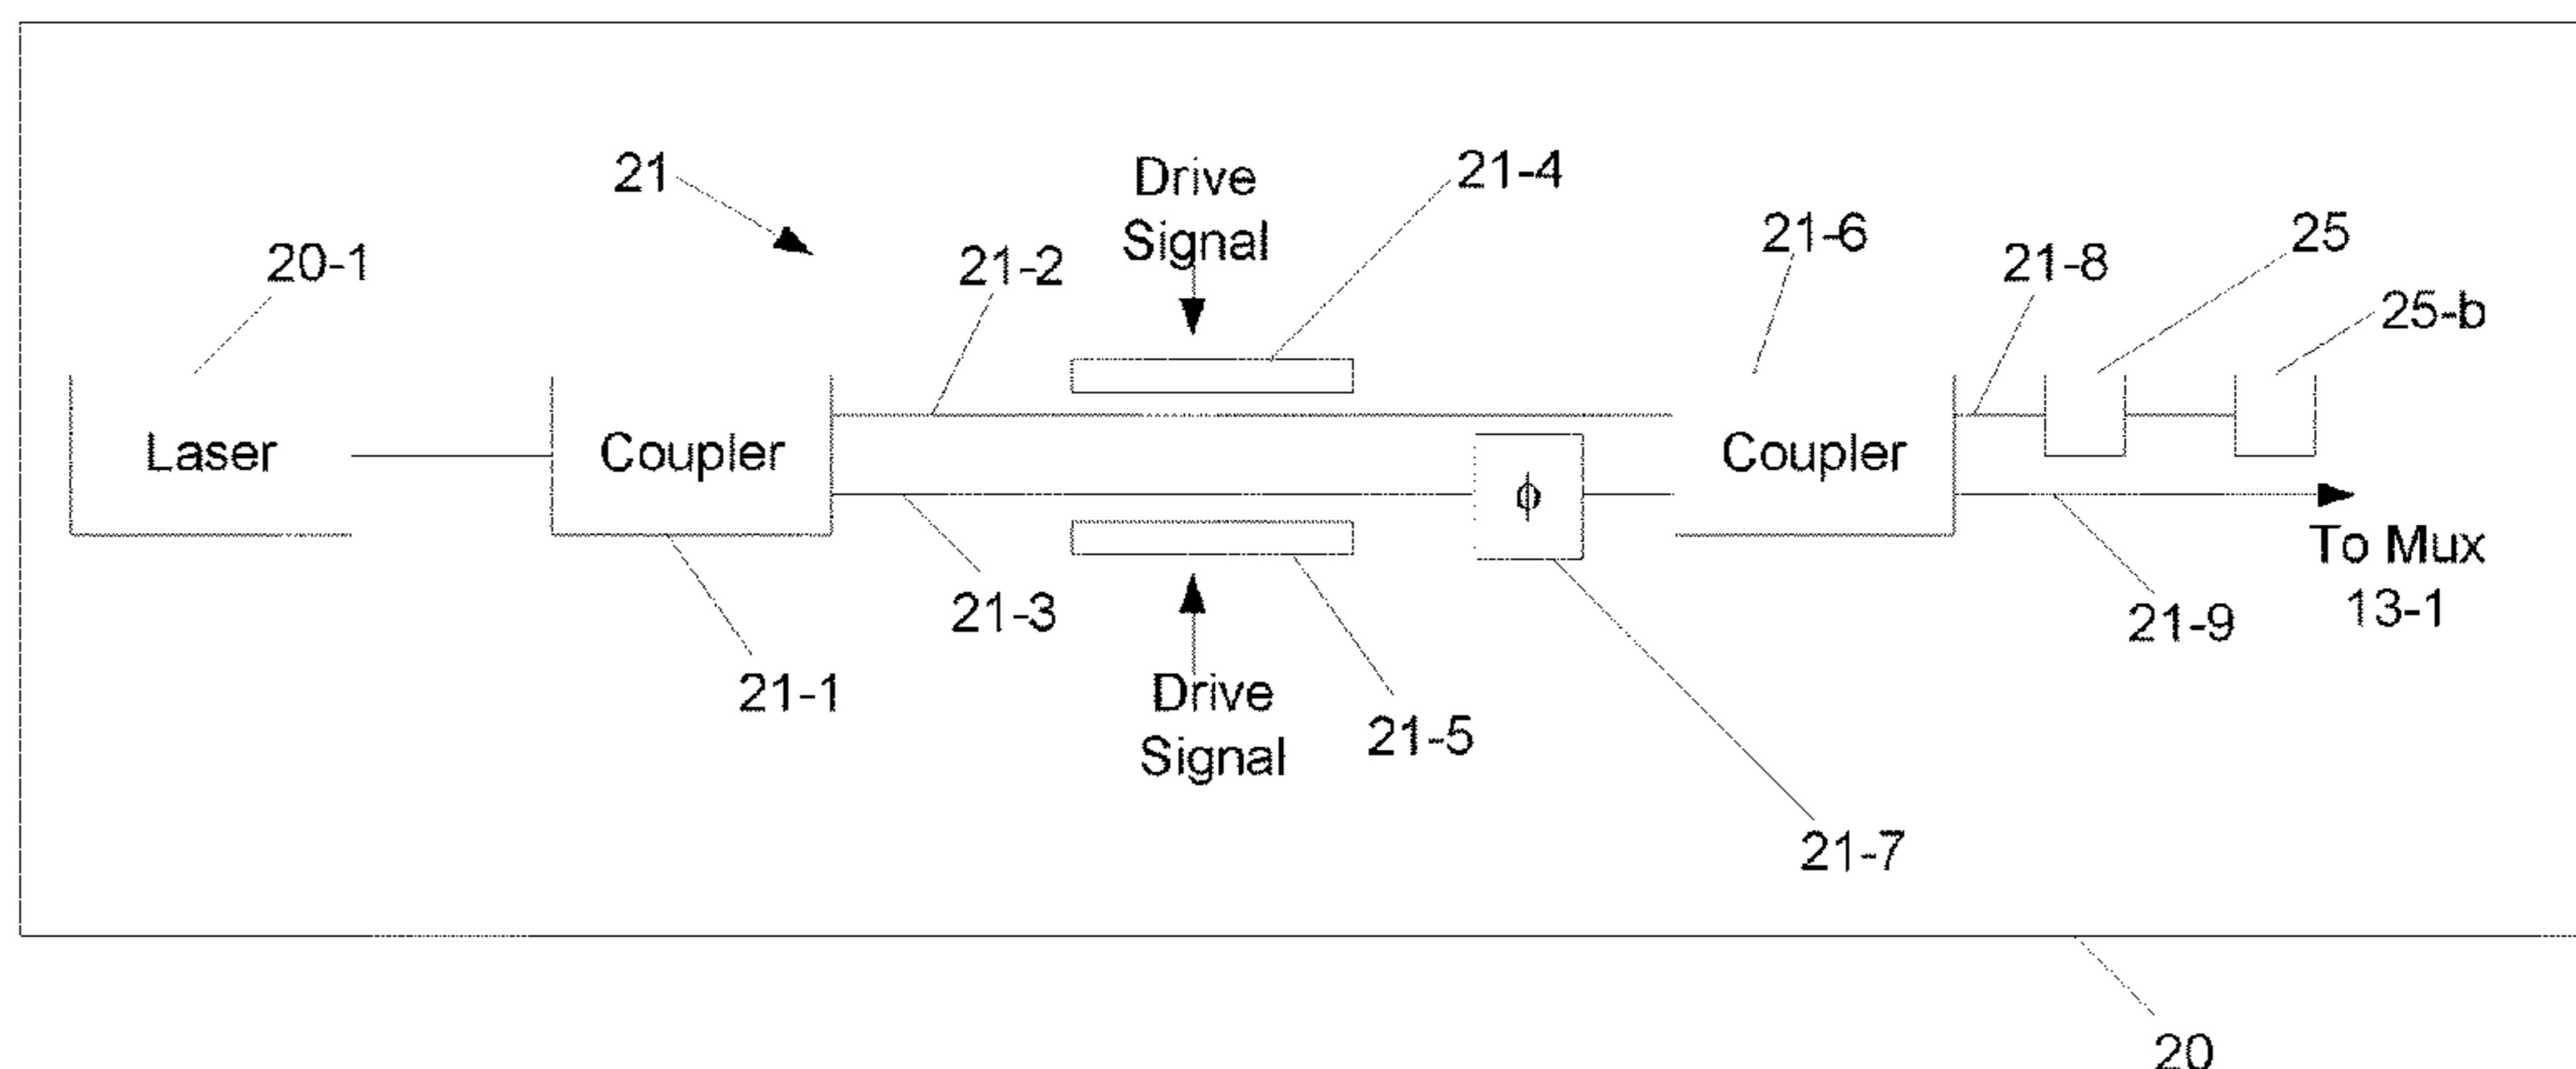 21
Drive
Signal
21-4
20-1
21-2
21-6
21-8
25
25-b
Laser
Coupler
ϕ
Coupler
To Mux
13-1
21-3
21-9
21-1
Drive
Signal
21-5
21-7
20